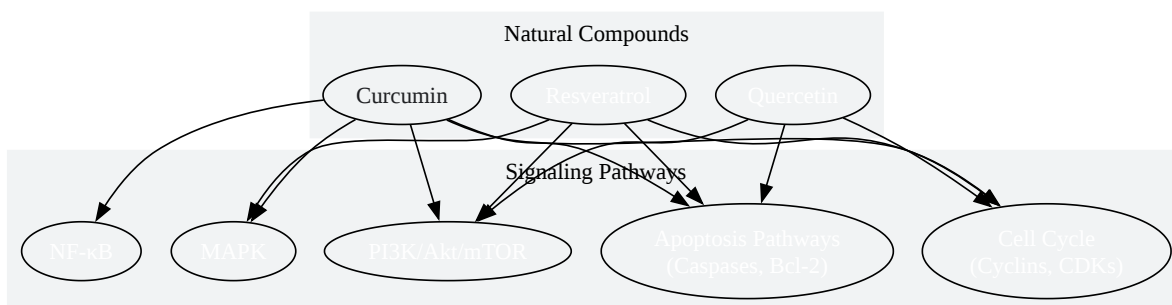 Natural Compounds
Curcumin
Resveratrol
Quercetin
Signaling Pathways
NF-κB
MAPK
PI3K/Akt/mTOR
Apoptosis Pathways
(Caspases, Bcl-2)
Cell Cycle
(Cyclins, CDKs)